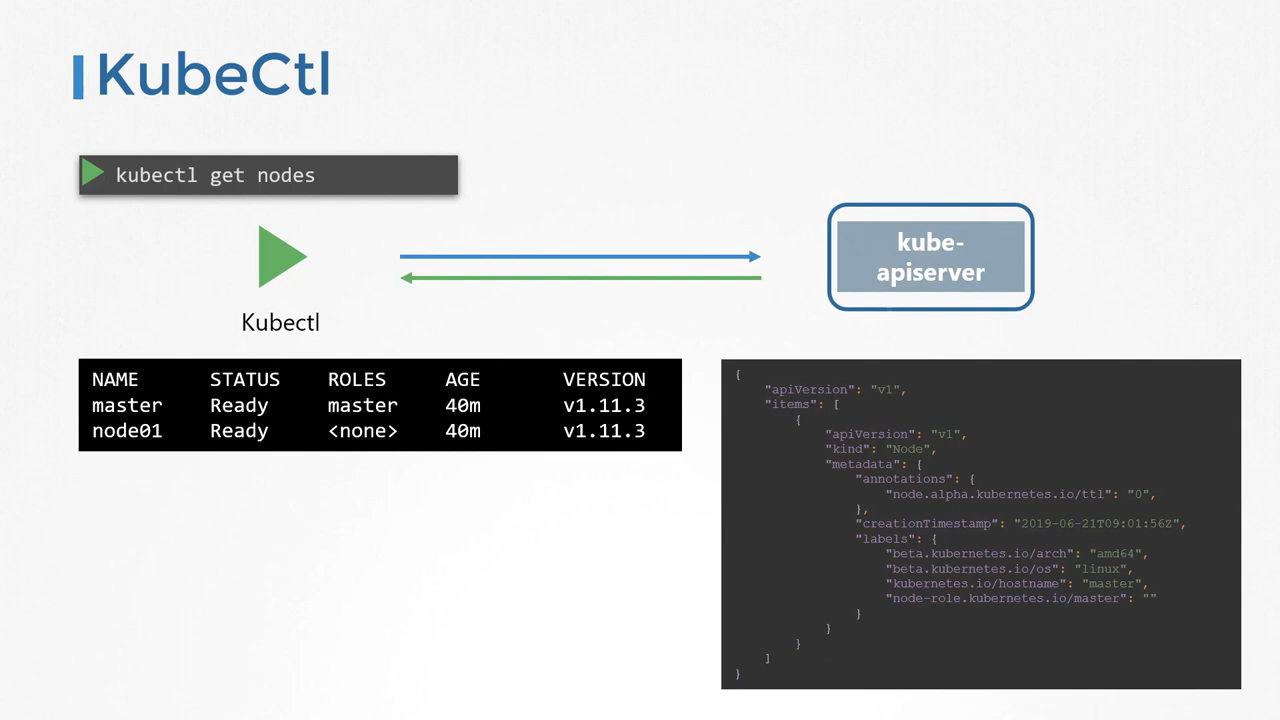 KubeCtl
kubectl get nodes
kube-
apiserver
Kubectl
NAME STATUS ROLES AGE VERSION
master Ready master 40m v1.11.3
node01 Ready <none> 40m v1.11.3
{
"apiVersion": "v1",
"items": [
{
"apiVersion": "v1",
"kind": "Node",
"metadata": {
"annotations": {
"node.alpha.kubernetes.io/ttl": "0",
},
"creationTimestamp": "2019-06-21T09:01:56Z",
"labels": {
"beta.kubernetes.io/arch": "amd64",
"beta.kubernetes.io/os": "linux",
"kubernetes.io/hostname": "master",
"node-role.kubernetes.io/master": ""
}
}
}
]
}